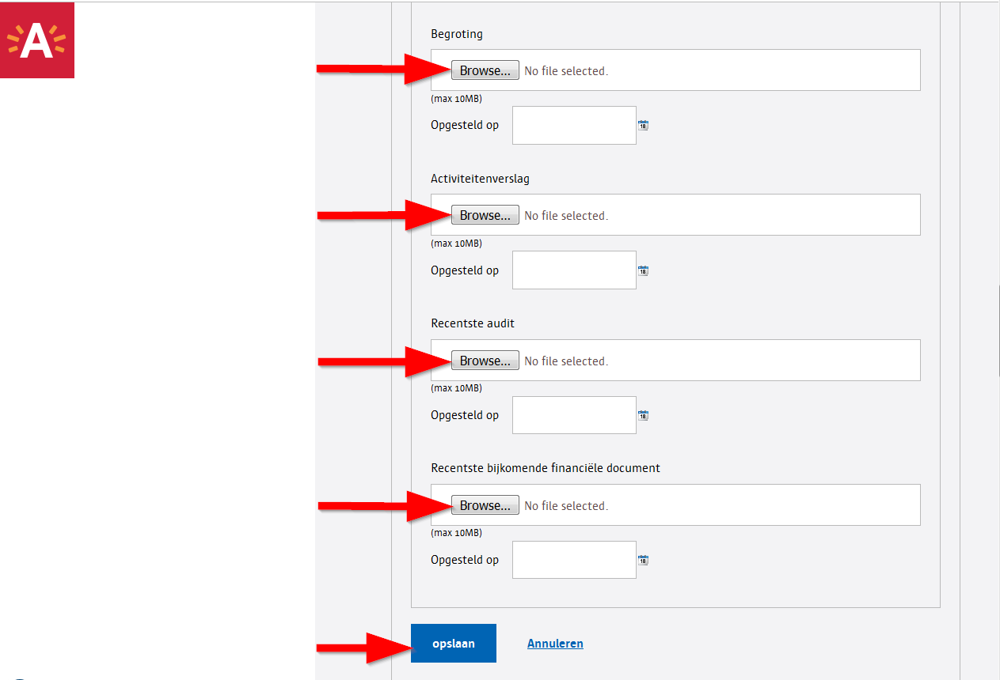 A
Begroting
Browse... No file selected.
(max 10MB)
Opgesteld op 18
Activiteitenverslag
Browse... No file selected.
(max 10MB)
Opgesteld op 18
Recentste audit
Browse... No file selected.
(max 10MB)
Opgesteld op 18
Recentste bijkomende financiële document
Browse... No file selected.
(max 10MB)
Opgesteld op 18
opslaan Annuleren